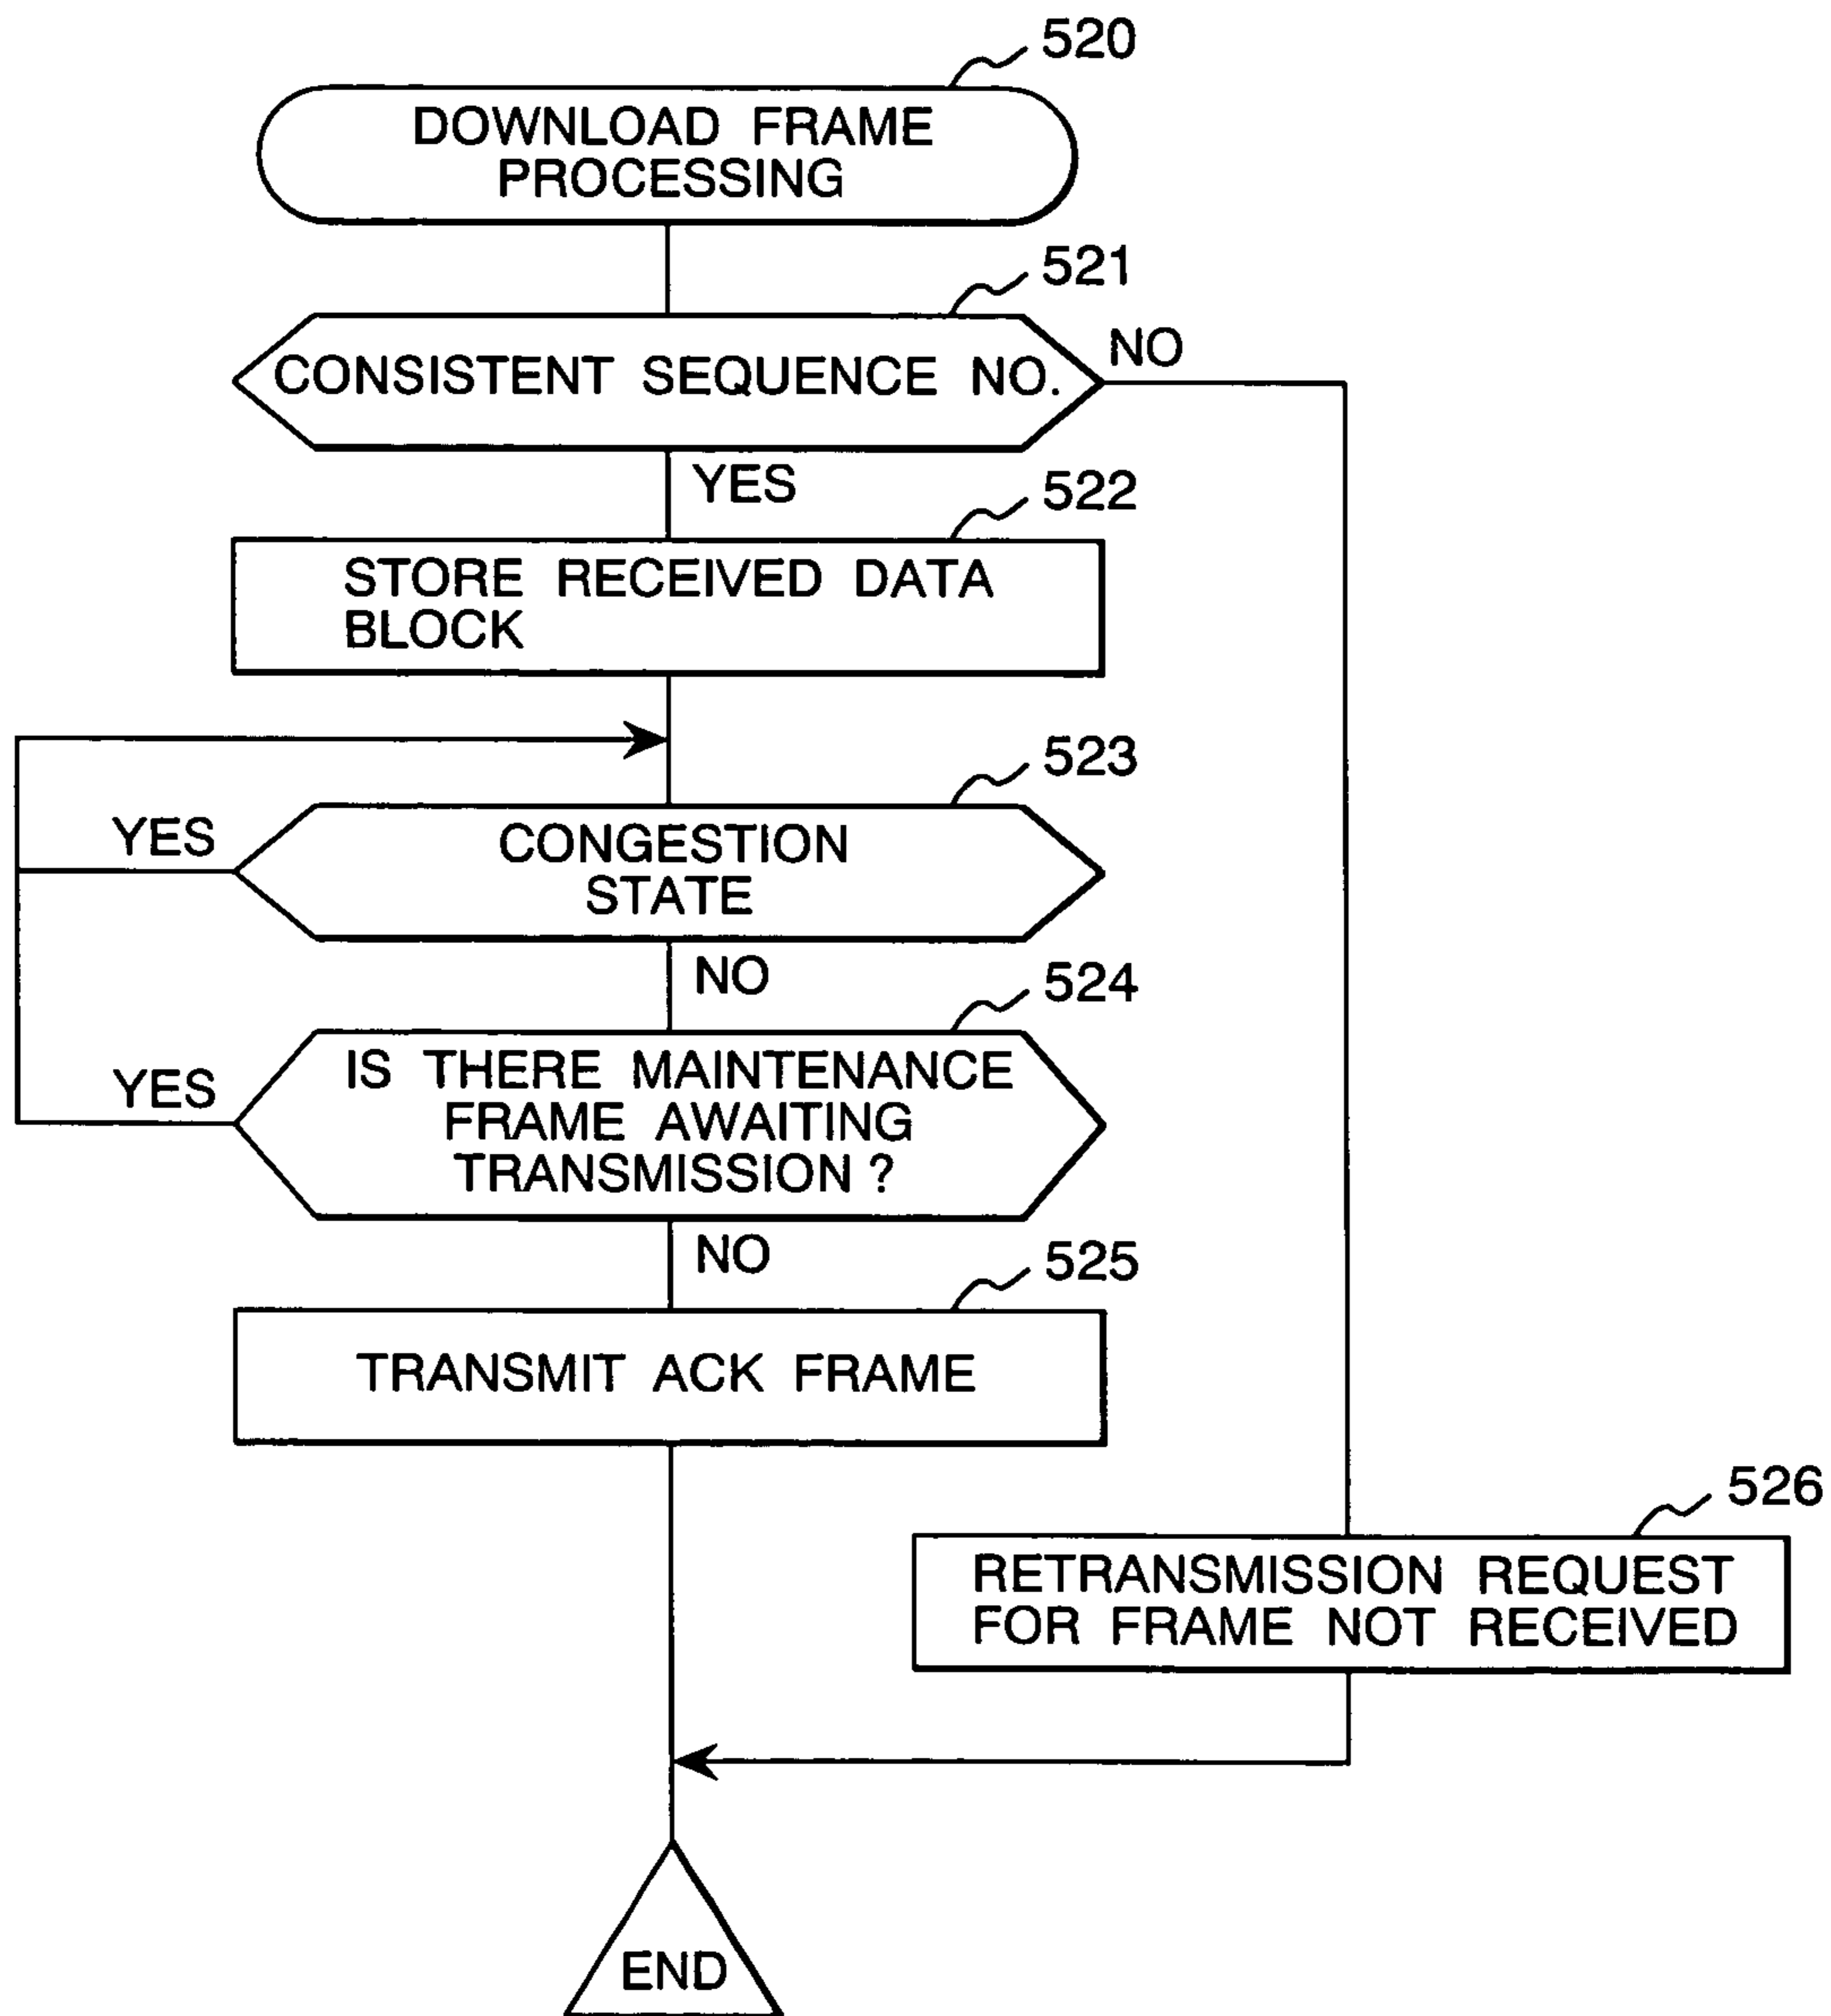 520
DOWNLOAD FRAME
PROCESSING
521
CONSISTENT SEQUENCE NO.
NO
YES
522
STORE RECEIVED DATA
BLOCK
523
YES
CONGESTION
STATE
NO
524
YES
IS THERE MAINTENANCE
FRAME AWAITING
TRANSMISSION ?
NO
525
TRANSMIT ACK FRAME
526
RETRANSMISSION REQUEST
FOR FRAME NOT RECEIVED
END